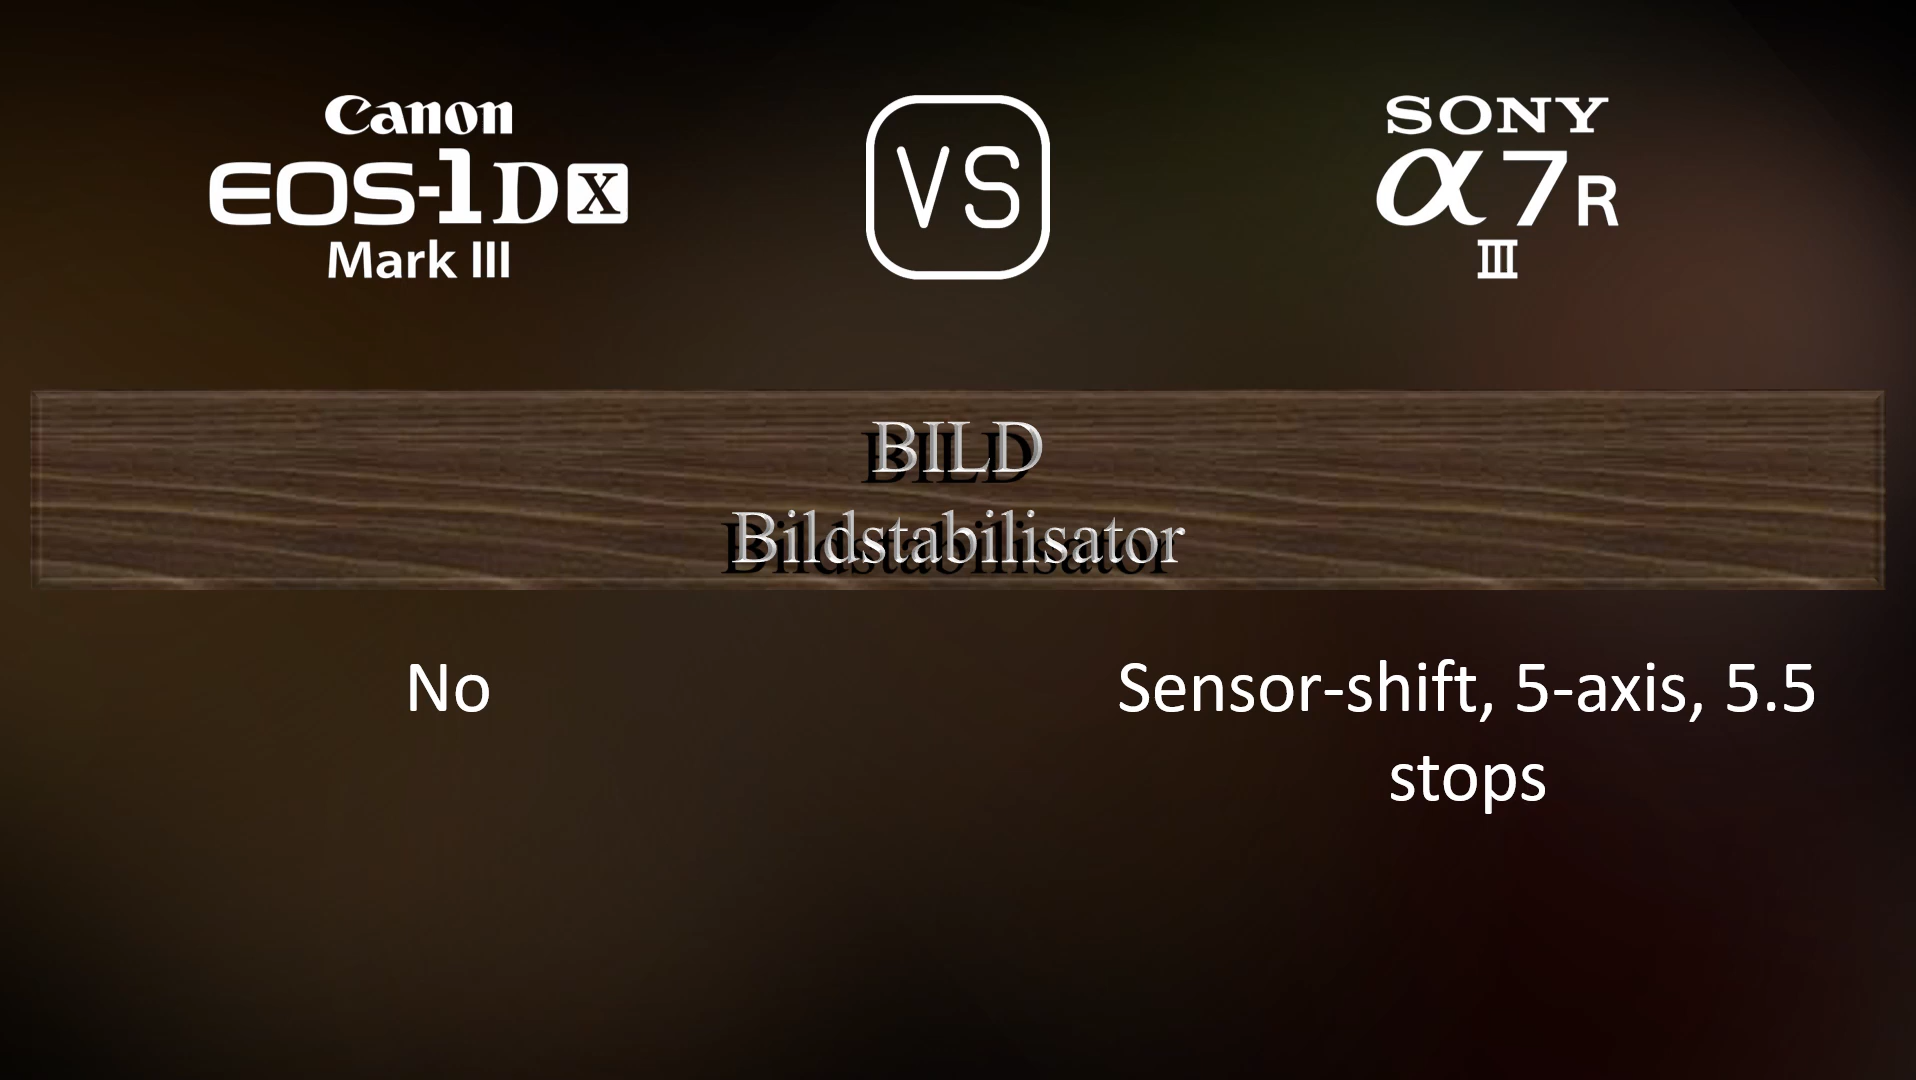 Canon
EOS-1D X
Mark III
VS
SONY
α7R
III
BILD
Bildstabilisator
No
Sensor-shift, 5-axis, 5.5
stops